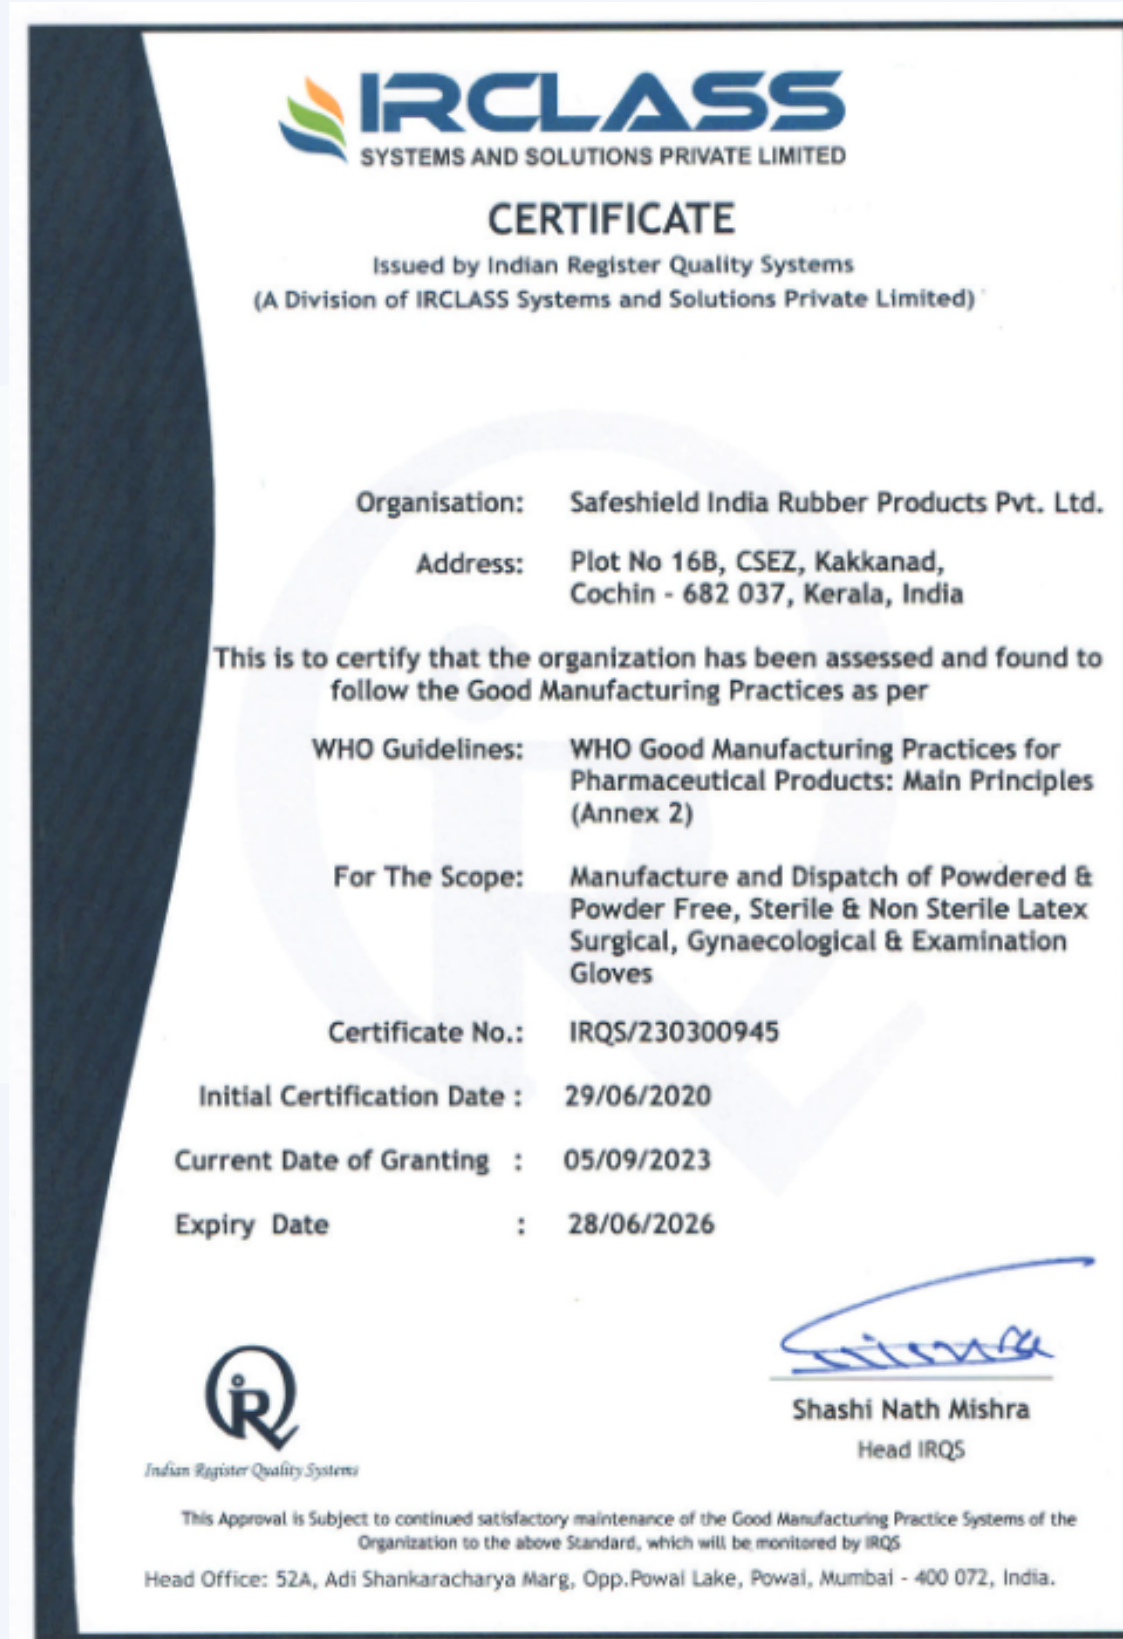 IRCLASS
SYSTEMS AND SOLUTIONS PRIVATE LIMITED
CERTIFICATE
Issued by Indian Register Quality Systems
(A Division of IRCLASS Systems and Solutions Private Limited)
Organisation: Safeshield India Rubber Products Pvt. Ltd.
Address: Plot No 16B, CSEZ, Kakkanad,
Cochin - 682 037, Kerala, India
This is to certify that the organization has been assessed and found to
follow the Good Manufacturing Practices as per
WHO Guidelines: WHO Good Manufacturing Practices for
Pharmaceutical Products: Main Principles
(Annex 2)
For The Scope: Manufacture and Dispatch of Powdered &
Powder Free, Sterile & Non Sterile Latex
Surgical, Gynaecological & Examination
Gloves
Certificate No.: IRQS/230300945
Initial Certification Date : 29/06/2020
Current Date of Granting : 05/09/2023
Expiry Date : 28/06/2026
Shashi Nath Mishra
Head IRQS
iRQ
Indian Register Quality Systems
This Approval is Subject to continued satisfactory maintenance of the Good Manufacturing Practice Systems of the
Organization to the above Standard, which will be monitored by IRQS
Head Office: 52A, Adi Shankaracharya Marg, Opp.Powai Lake, Powai, Mumbai - 400 072, India.